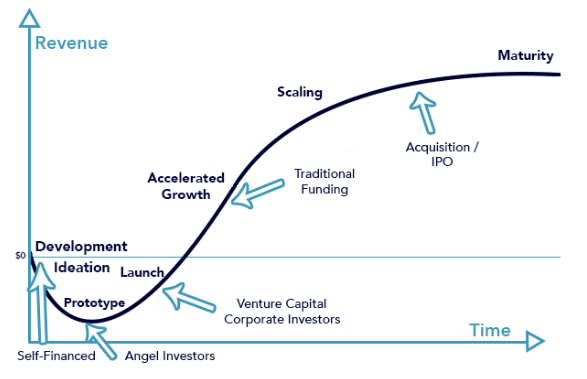 Revenue
Maturity
Scaling
Acquisition /
IPO
Accelerated
Growth
Traditional
Funding
$0
Development
Ideation
Launch
Prototype
Venture Capital
Corporate Investors
Time
Self-Financed
Angel Investors